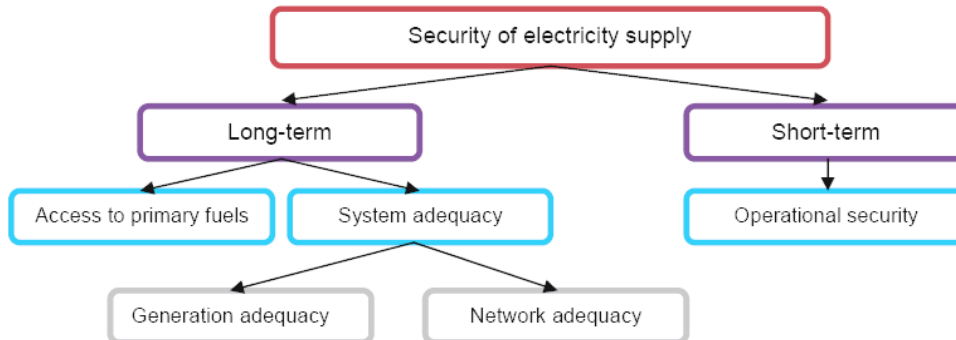 Security of electricity supply
Long-term
Short-term
Access to primary fuels
System adequacy
Operational security
Generation adequacy
Network adequacy